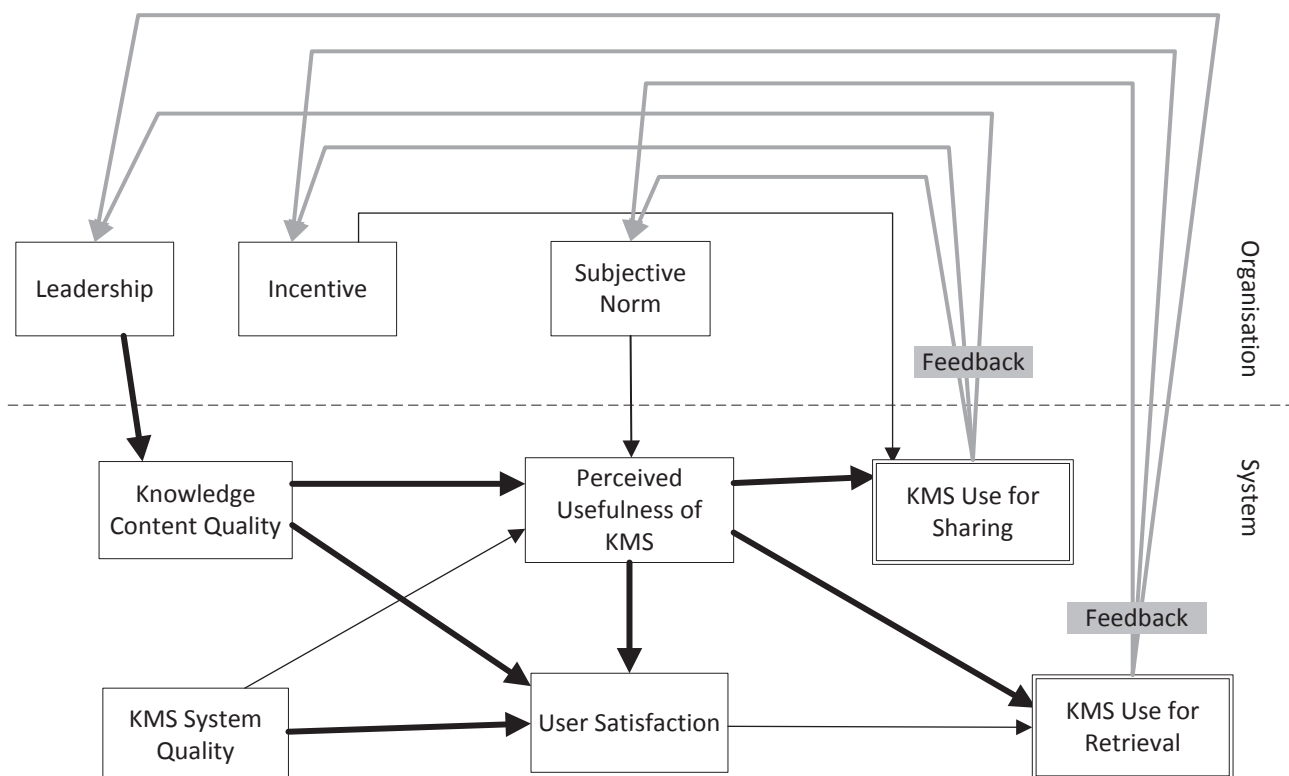 Leadership
Incentive
Subjective
Norm
Organisation
Feedback
Knowledge
Content Quality
Perceived
Usefulness of
KMS
KMS Use for
Sharing
System
Feedback
KMS System
Quality
User Satisfaction
KMS Use for
Retrieval